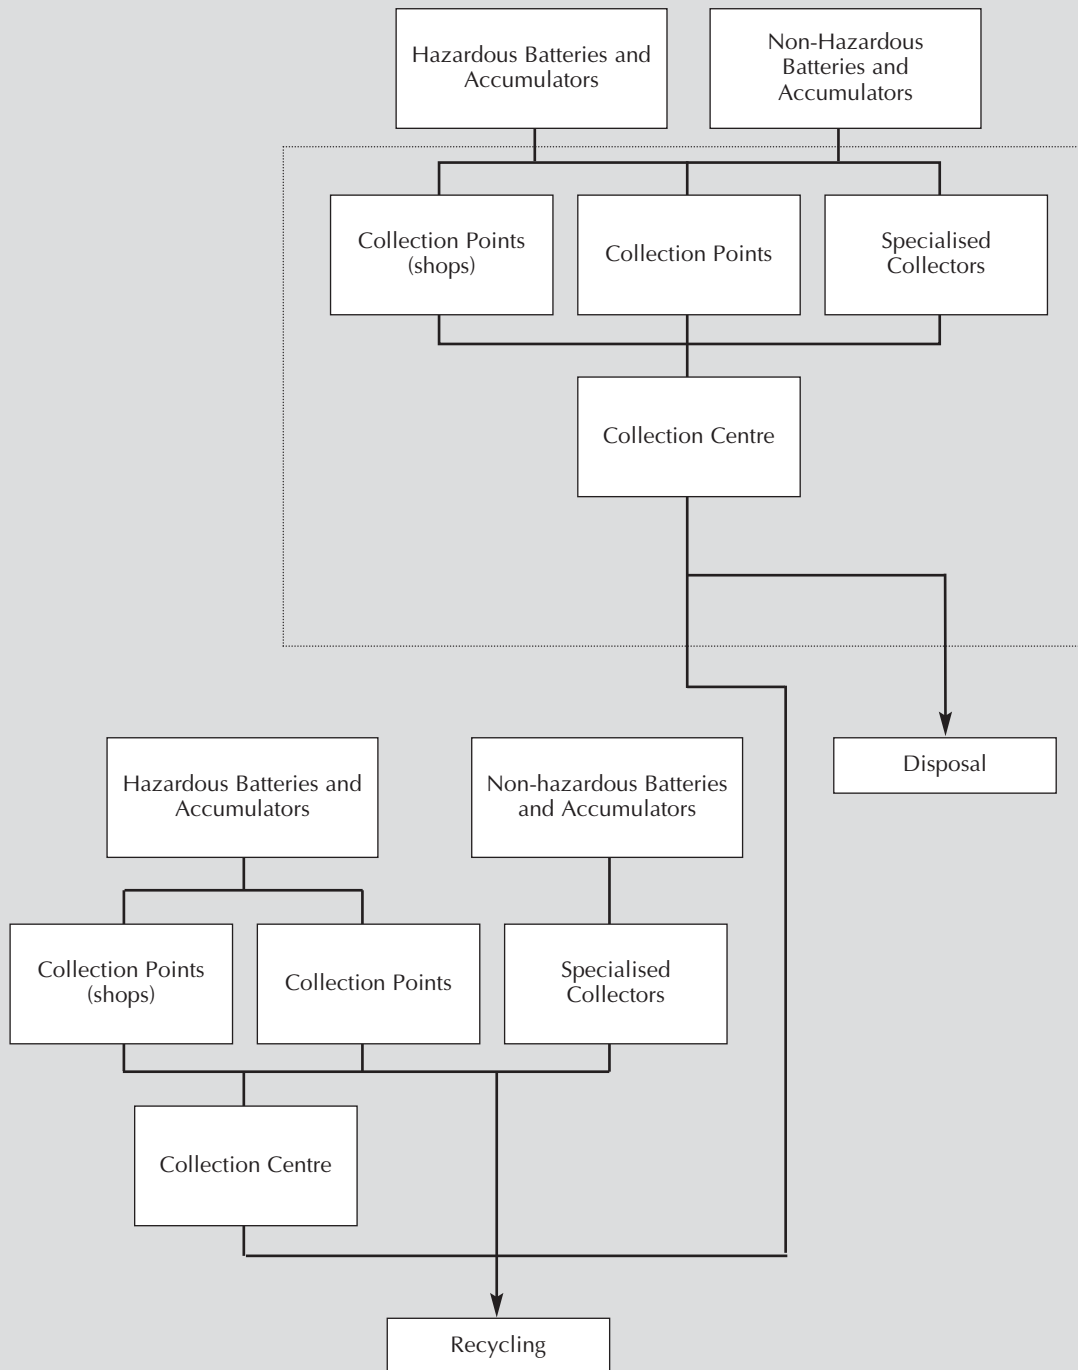 Hazardous Batteries and
Accumulators
Non-Hazardous
Batteries and
Accumulators
Collection Points
(shops)
Collection Points
Specialised
Collectors
Collection Centre
Disposal
Hazardous Batteries and
Accumulators
Non-hazardous Batteries
and Accumulators
Collection Points
(shops)
Collection Points
Specialised
Collectors
Collection Centre
Recycling